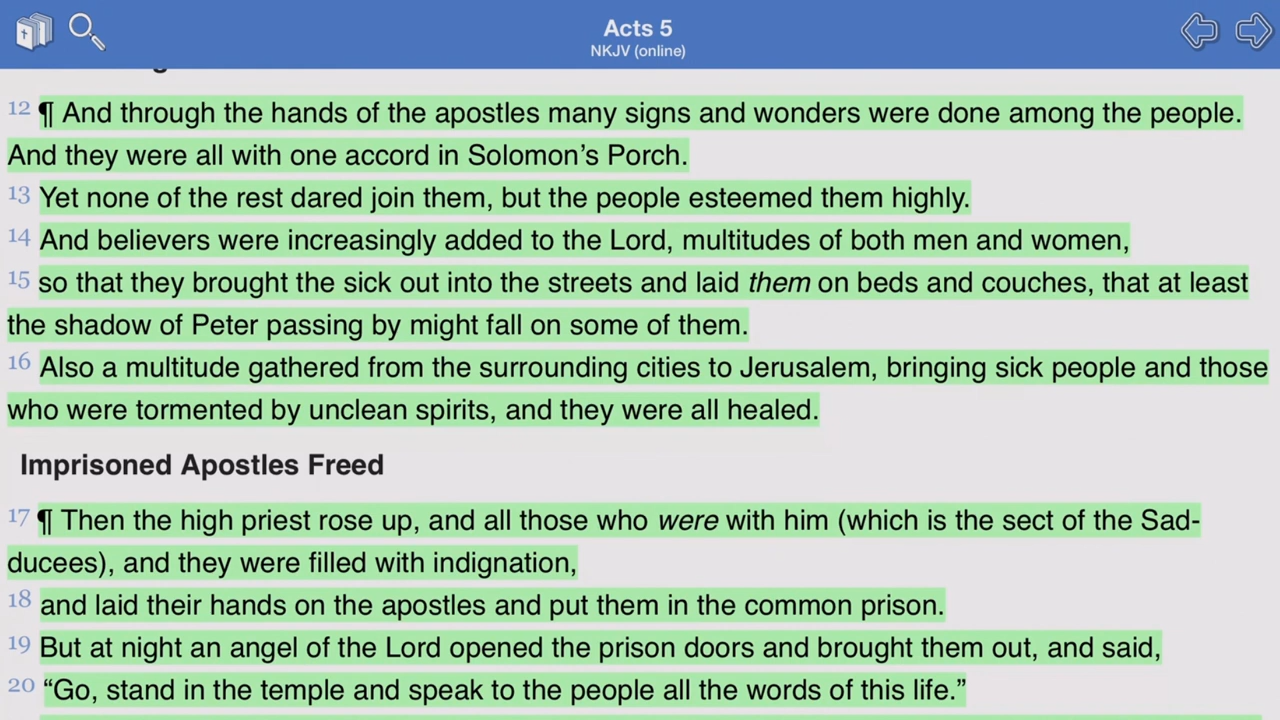 Acts 5
NKJV (online)
12 ¶ And through the hands of the apostles many signs and wonders were done among the people.
And they were all with one accord in Solomon’s Porch.
13 Yet none of the rest dared join them, but the people esteemed them highly.
14 And believers were increasingly added to the Lord, multitudes of both men and women,
15 so that they brought the sick out into the streets and laid them on beds and couches, that at least
the shadow of Peter passing by might fall on some of them.
16 Also a multitude gathered from the surrounding cities to Jerusalem, bringing sick people and those
who were tormented by unclean spirits, and they were all healed.
Imprisoned Apostles Freed
17 ¶ Then the high priest rose up, and all those who were with him (which is the sect of the Sad-
ducees), and they were filled with indignation,
18 and laid their hands on the apostles and put them in the common prison.
19 But at night an angel of the Lord opened the prison doors and brought them out, and said,
20 “Go, stand in the temple and speak to the people all the words of this life.”